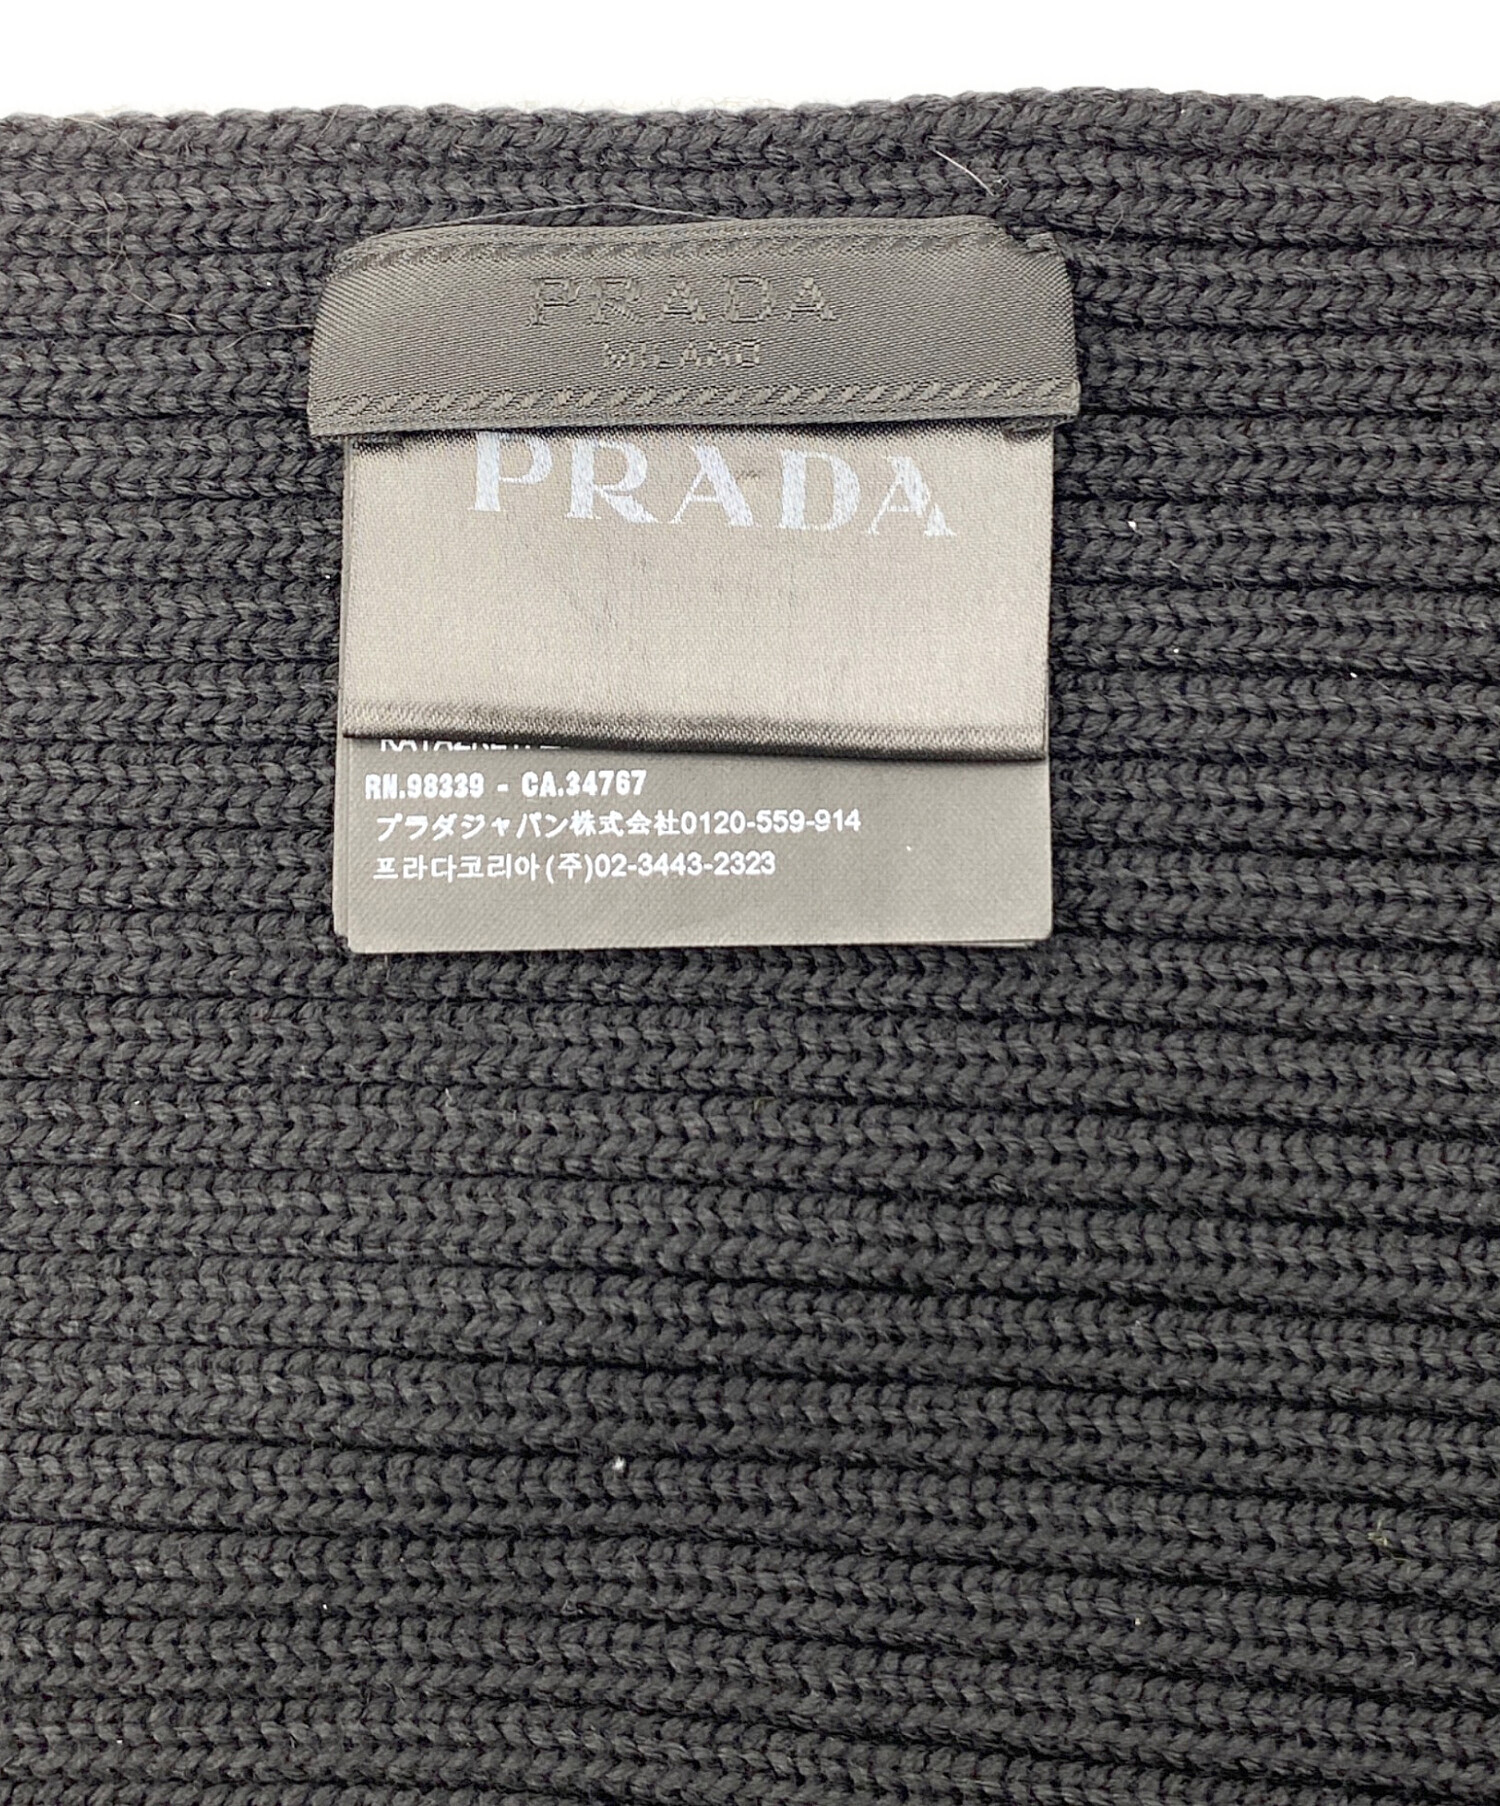 PRADA
MILANO
PRADA
RN.98339 - CA.34767
プラダジャパン株式会社0120-559-914
프라다코리아(주)02-3443-2323